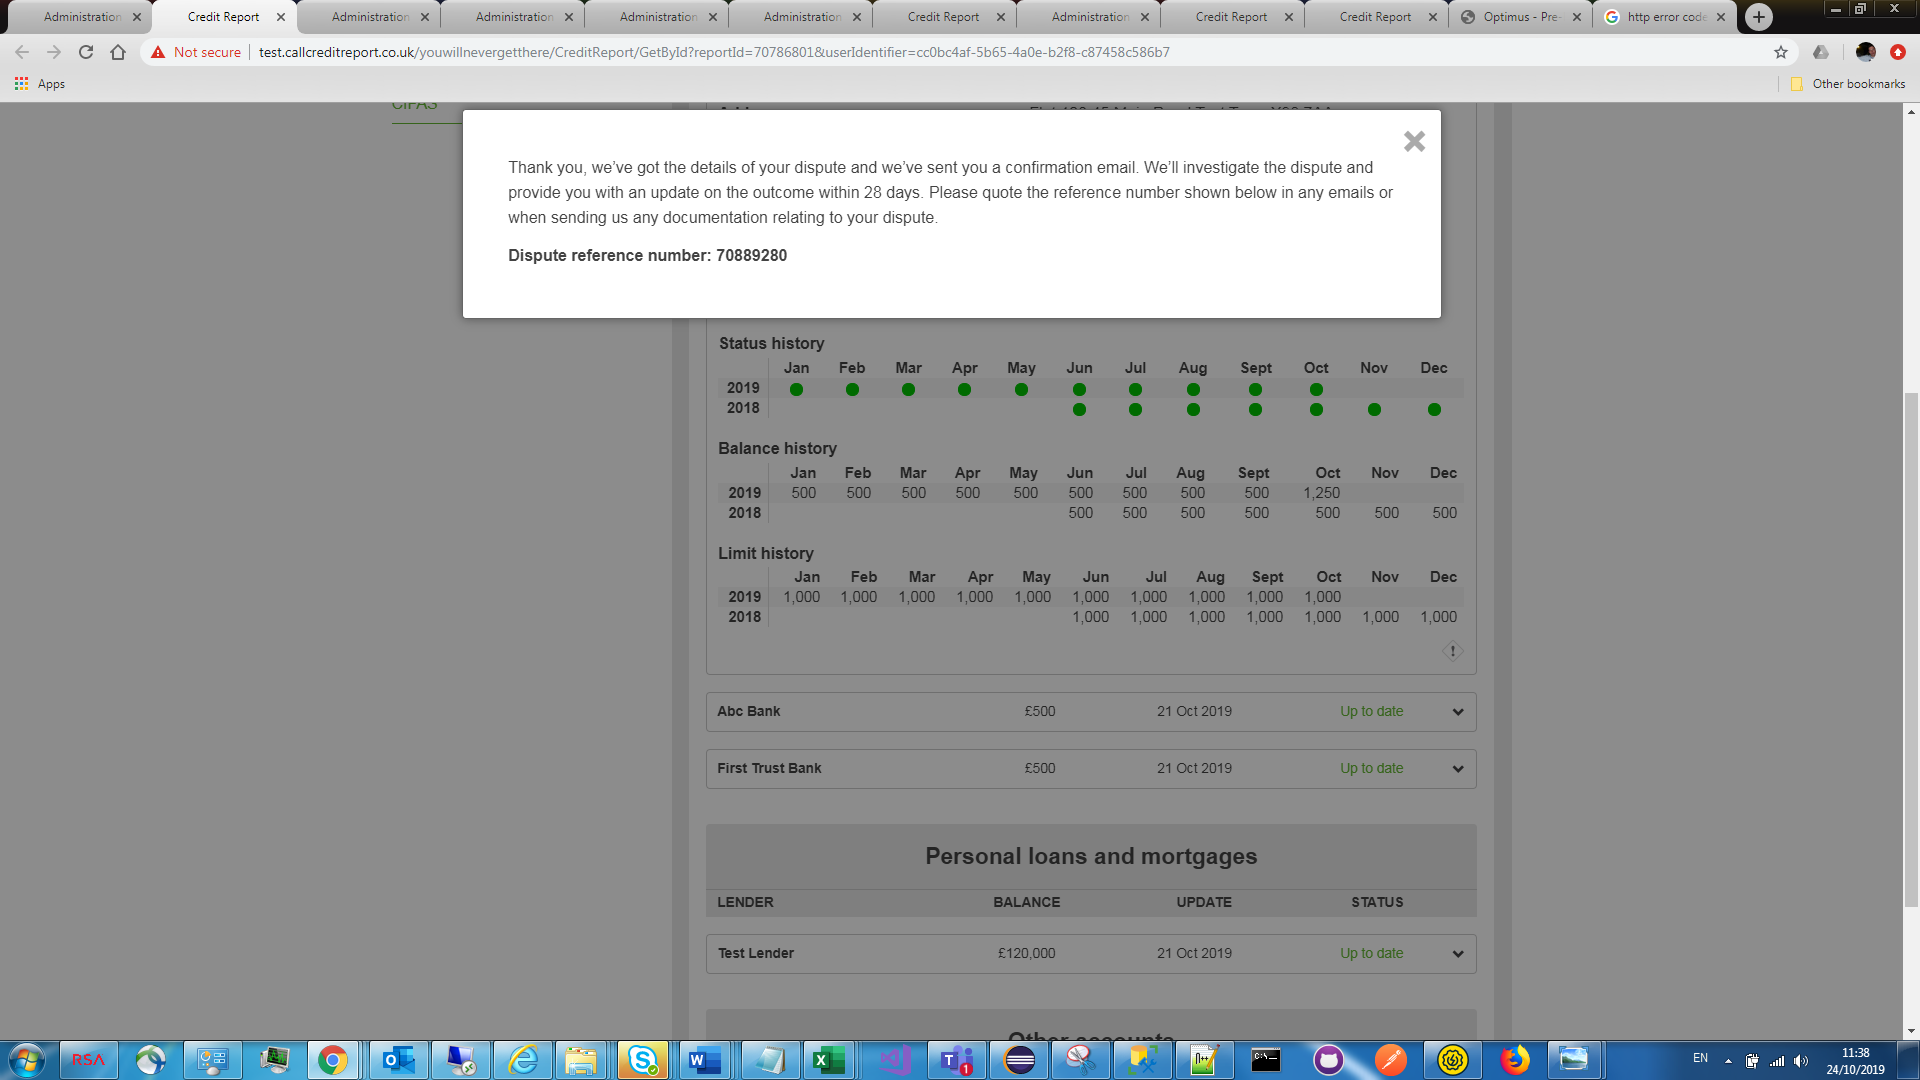 Administration
Credit Report
Administration
Administration
Administration
Administration
Credit Report
Administration
Credit Report
Credit Report
Optimus - Pre-
http error code
Not secure
test.callcreditreport.co.uk/youwillnevergetthere/CreditReport/GetById?reportId=70786801&userIdentifier=cc0bc4af-5b65-4a0e-b2f8-c87458c586b7
Apps
Other bookmarks
CIFAS
Thank you, we’ve got the details of your dispute and we’ve sent you a confirmation email. We’ll investigate the dispute and
provide you with an update on the outcome within 28 days. Please quote the reference number shown below in any emails or
when sending us any documentation relating to your dispute.
Dispute reference number: 70889280
Status history
Jan Feb Mar Apr May Jun Jul Aug Sept Oct Nov Dec
2019
2018
Balance history
Jan Feb Mar Apr May Jun Jul Aug Sept Oct Nov Dec
2019 500 500 500 500 500 500 500 500 500 1,250
2018 500 500 500 500 500 500 500
Limit history
Jan Feb Mar Apr May Jun Jul Aug Sept Oct Nov Dec
2019 1,000 1,000 1,000 1,000 1,000 1,000 1,000 1,000 1,000 1,000
2018 1,000 1,000 1,000 1,000 1,000 1,000 1,000
Abc Bank £500 21 Oct 2019 Up to date
First Trust Bank £500 21 Oct 2019 Up to date
Personal loans and mortgages
LENDER BALANCE UPDATE STATUS
Test Lender £120,000 21 Oct 2019 Up to date
Other accounts
RSA
EN
11:38
24/10/2019